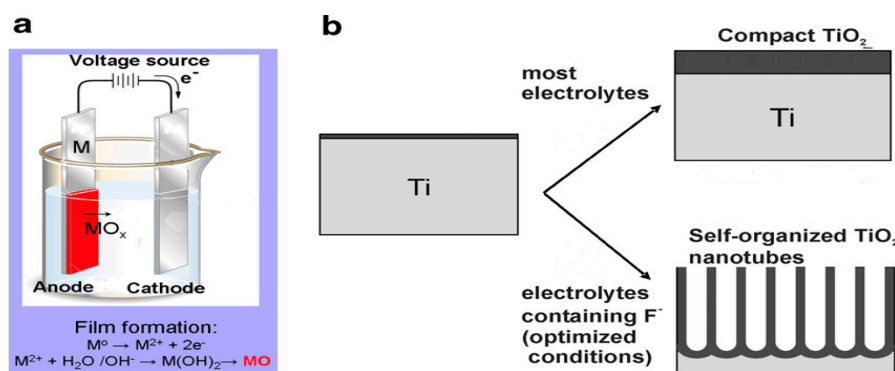 a
Voltage source
e⁻
M
MOₓ
Anode Cathode
Film formation:
M⁰ → M²⁺ + 2e⁻
M²⁺ + H₂O /OH⁻ → M(OH)₂ → MO
b
most
electrolytes
Compact TiO₂
Ti
Ti
electrolytes
containing F⁻
(optimized
conditions)
Self-organized TiO₂
nanotubes